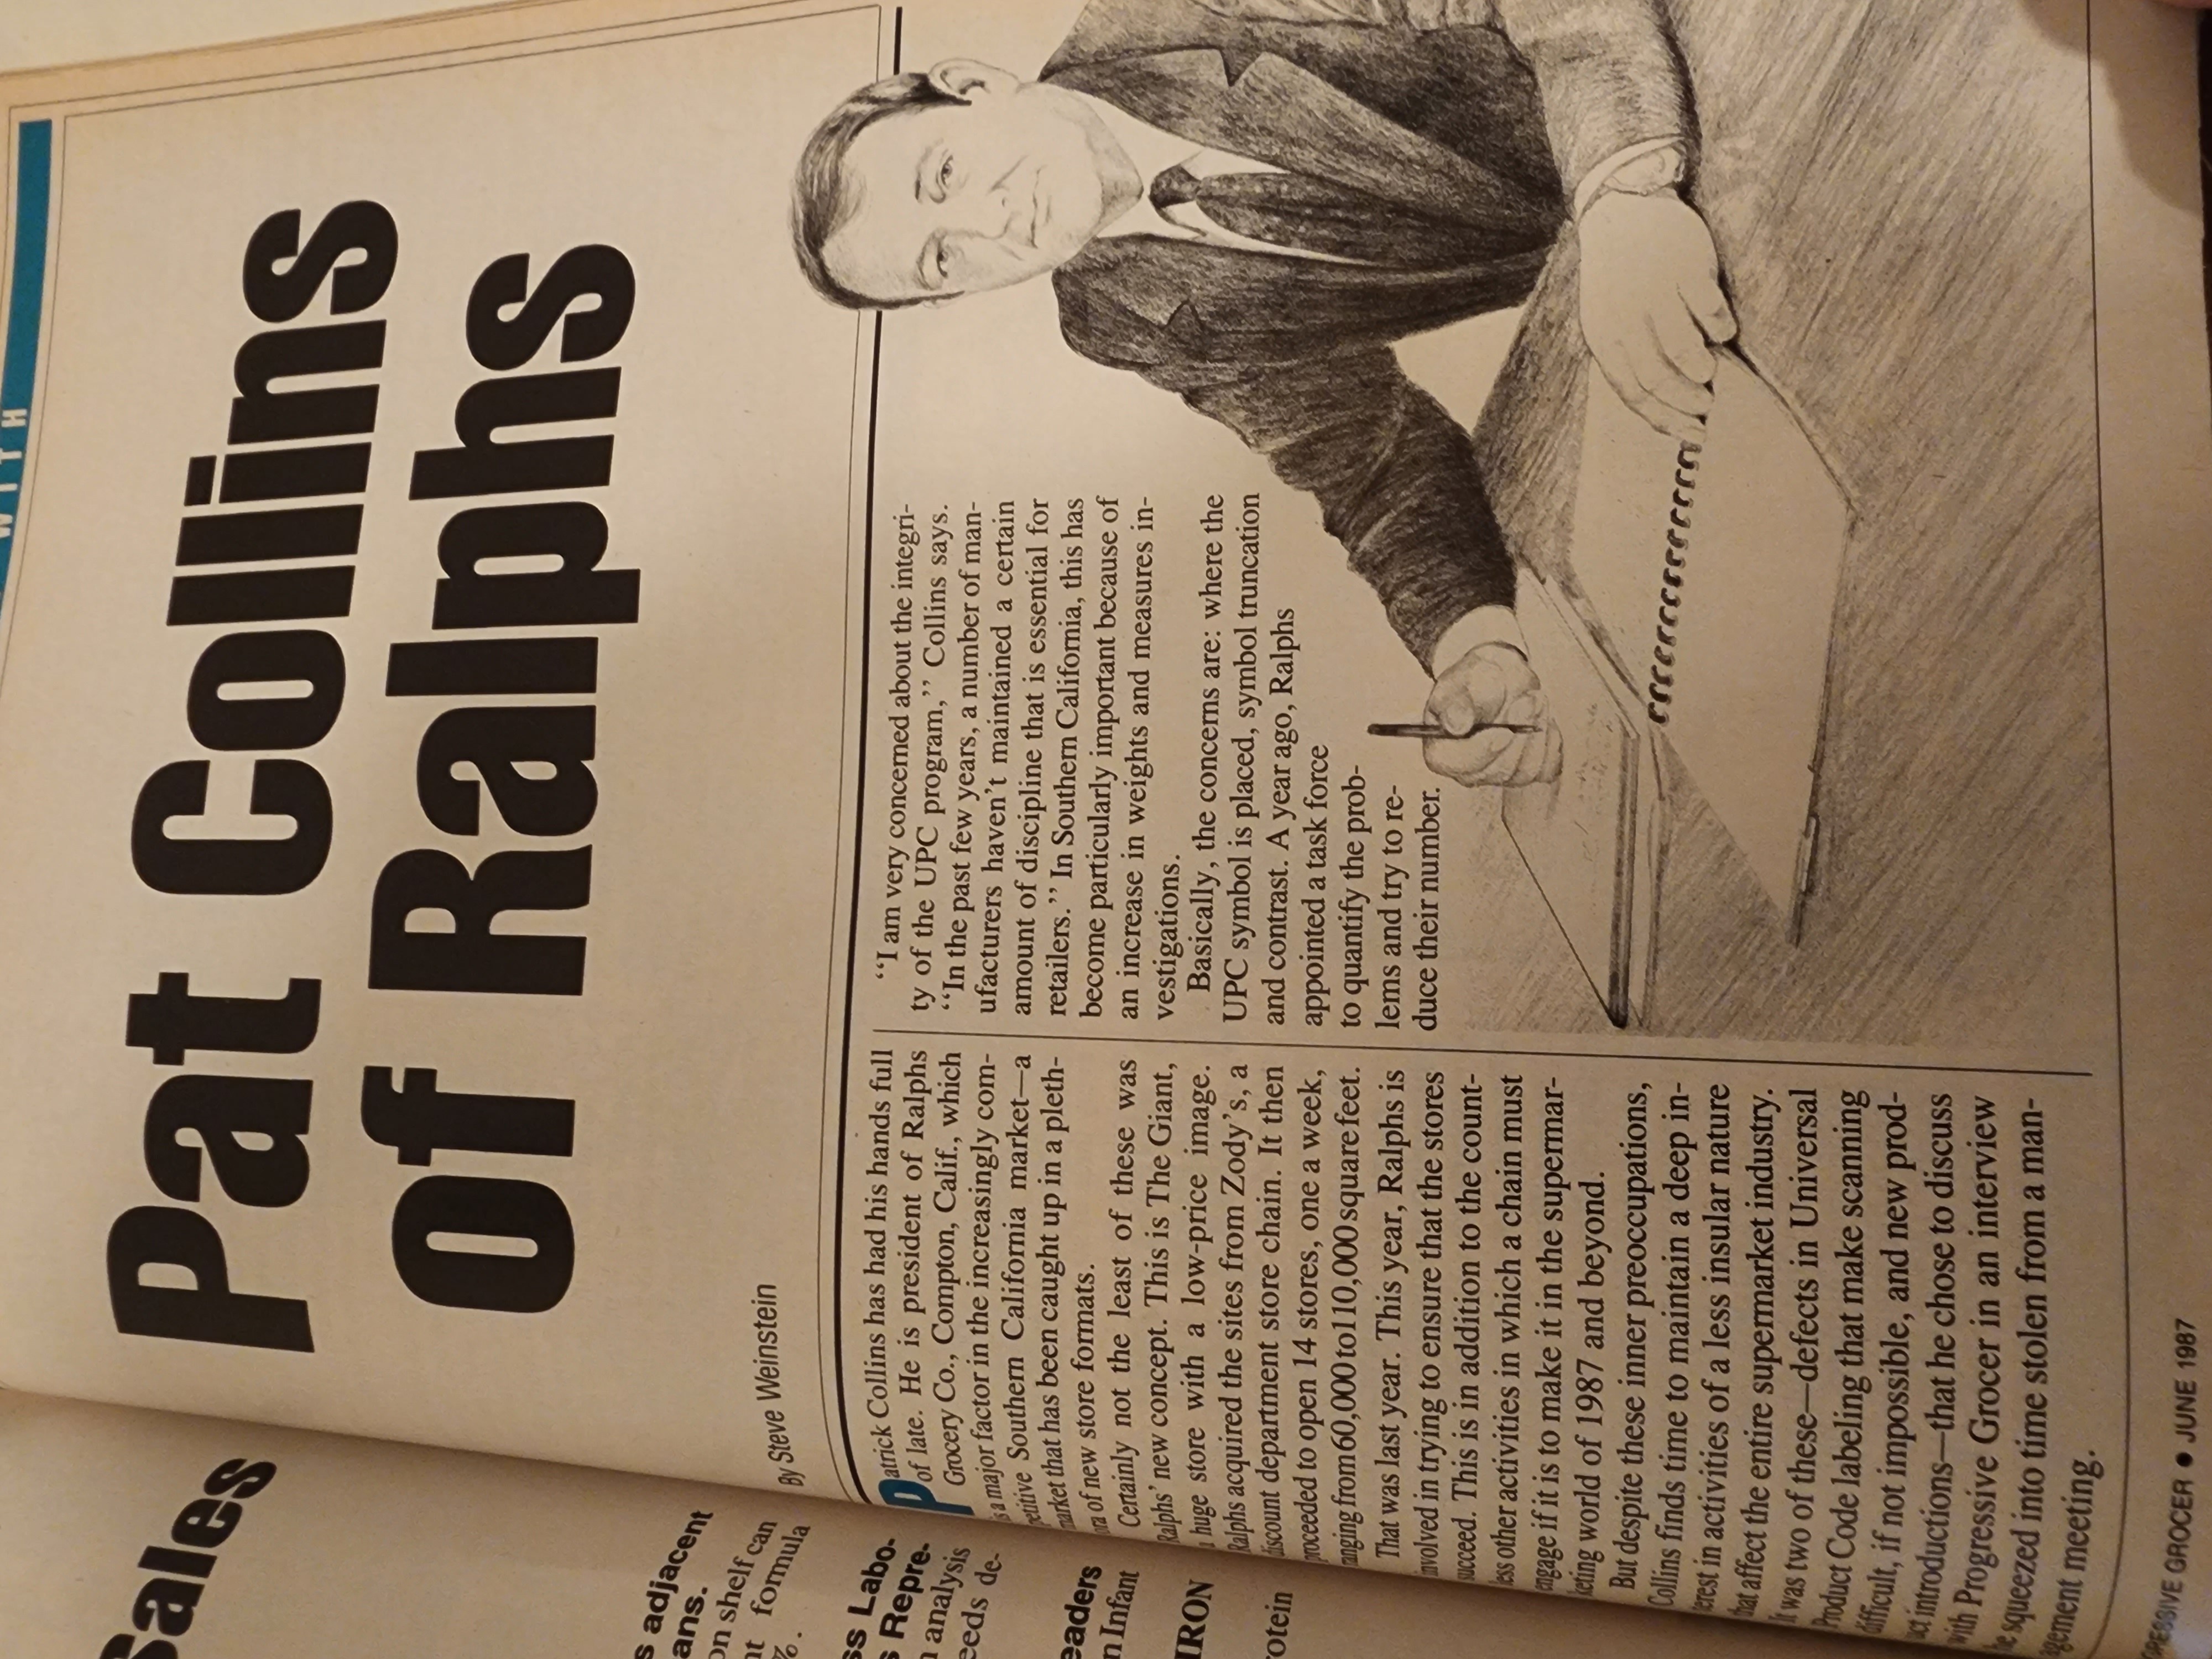 WITH
Pat Collins
of Ralphs
By Steve Weinstein
Patrick Collins has had his hands full
of late. He is president of Ralphs
Grocery Co., Compton, Calif., which
is a major factor in the increasingly com-
petitive Southern California market—a
market that has been caught up in a pleth-
ora of new store formats.
Certainly not the least of these was
Ralphs' new concept. This is The Giant,
a huge store with a low-price image.
Ralphs acquired the sites from Zody's, a
discount department store chain. It then
proceeded to open 14 stores, one a week,
ranging from 60,000 to 110,000 square feet.
That was last year. This year, Ralphs is
involved in trying to ensure that the stores
succeed. This is in addition to the count-
less other activities in which a chain must
engage if it is to make it in the supermar-
keting world of 1987 and beyond.
But despite these inner preoccupations,
Collins finds time to maintain a deep in-
terest in activities of a less insular nature
that affect the entire supermarket industry.
It was two of these—defects in Universal
Product Code labeling that make scanning
difficult, if not impossible, and new prod-
uct introductions—that he chose to discuss
with Progressive Grocer in an interview
he squeezed into time stolen from a man-
agement meeting.
“I am very concerned about the integri-
ty of the UPC program,” Collins says.
“In the past few years, a number of man-
ufacturers haven't maintained a certain
amount of discipline that is essential for
retailers.” In Southern California, this has
become particularly important because of
an increase in weights and measures in-
vestigations.
Basically, the concerns are: where the
UPC symbol is placed, symbol truncation
and contrast. A year ago, Ralphs
appointed a task force
to quantify the prob-
lems and try to re-
duce their number.
PROGRESSIVE GROCER • JUNE 1987
Sales
adjacent
on shelf can
formula
Labo-
Repre-
analysis
de-
Infant
IRON